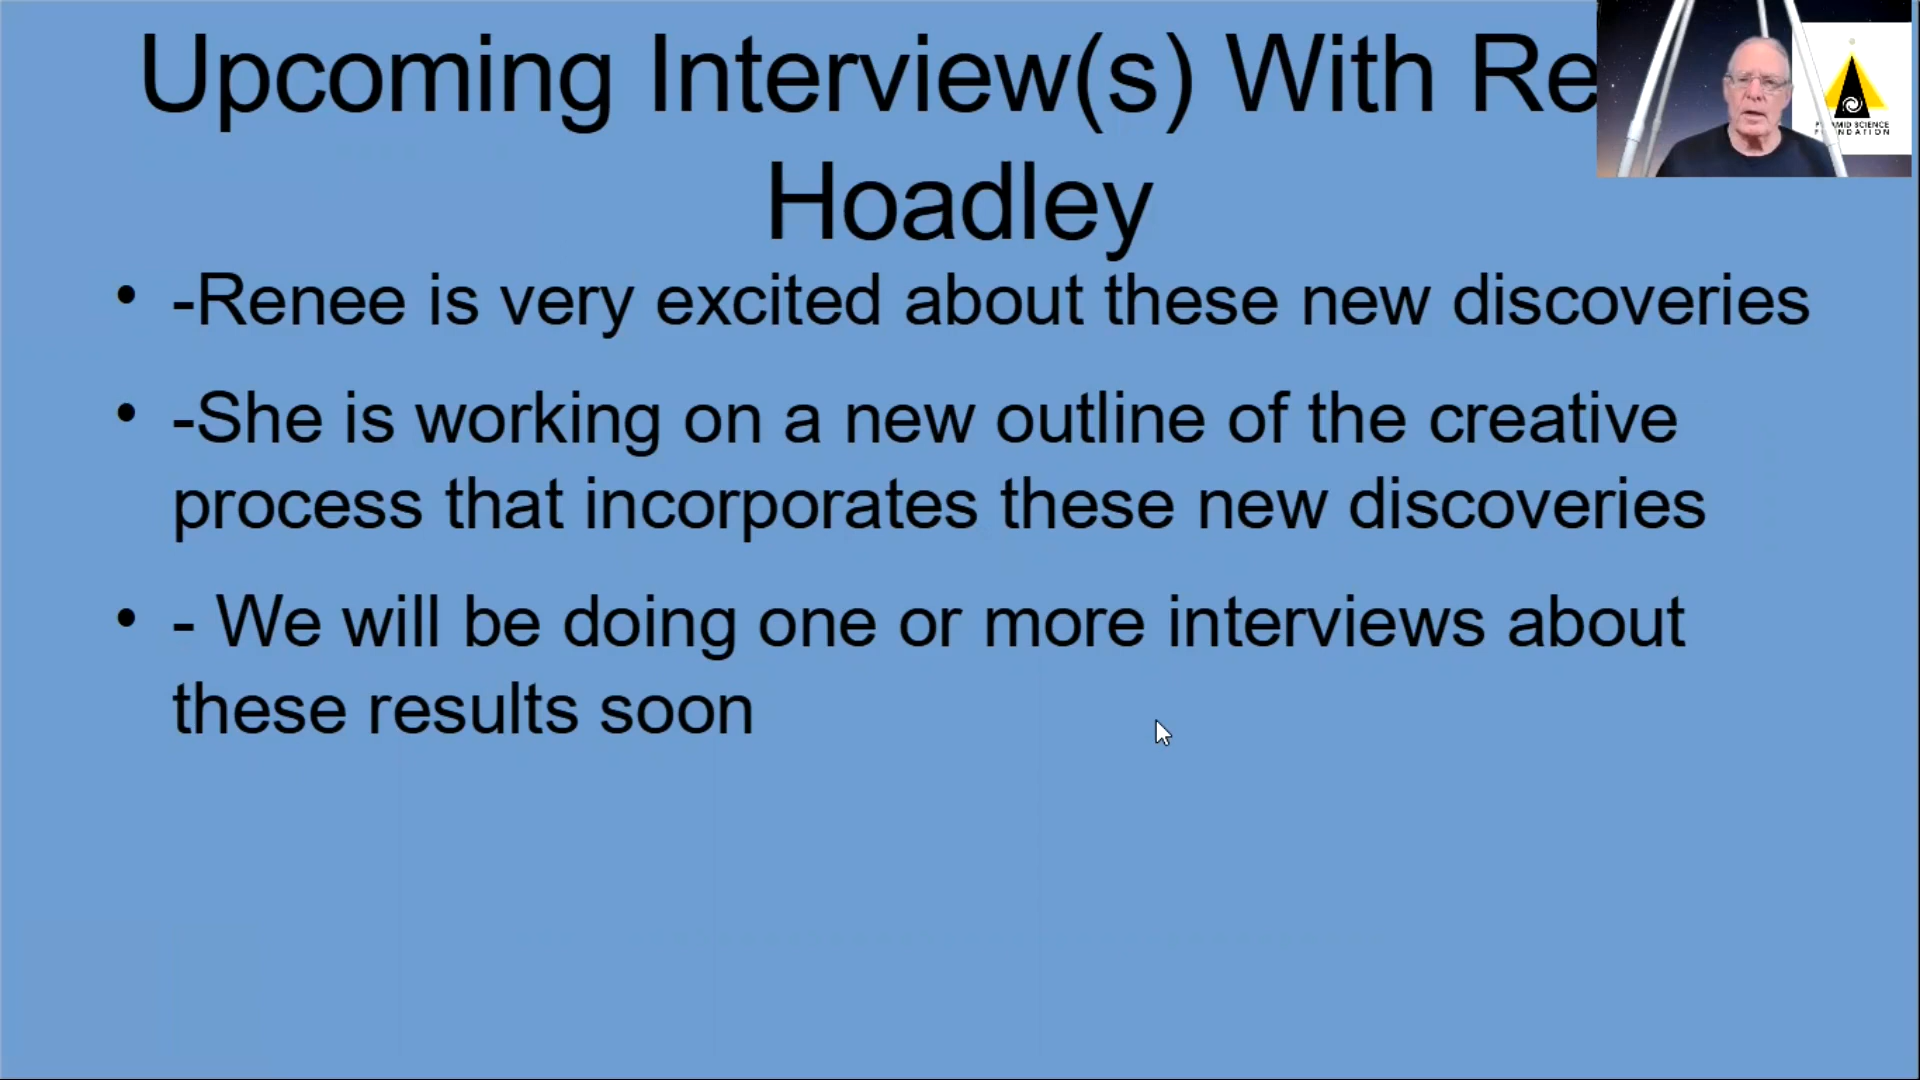 Upcoming Interview(s) With Re
Hoadley
• -Renee is very excited about these new discoveries
• -She is working on a new outline of the creative
process that incorporates these new discoveries
• - We will be doing one or more interviews about
these results soon
SCIENCE